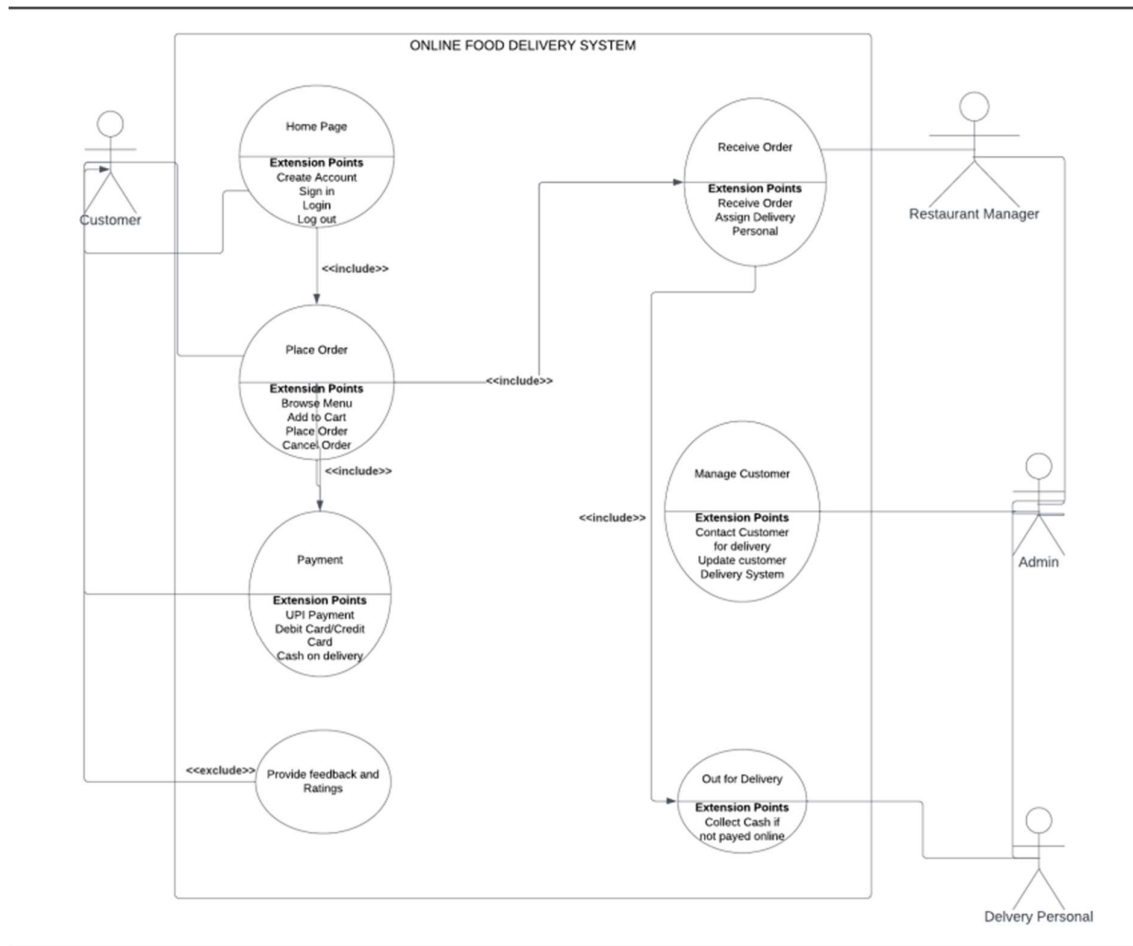 ONLINE FOOD DELIVERY SYSTEM
Home Page
Extension Points
Create Account
Sign in
Login
Log out
Customer
<<include>>
Place Order
Extension Points
Browse Menu
Add to Cart
Place Order
Cancel Order
<<include>>
<<include>>
Payment
Extension Points
UPI Payment
Debit Card/Credit
Card
Cash on delivery
<<exclude>>
Provide feedback and
Ratings
Receive Order
Extension Points
Receive Order
Assign Delivery
Personal
Restaurant Manager
<<include>>
Manage Customer
Extension Points
Contact Customer
for delivery
Update customer
Delivery System
Admin
Out for Delivery
Extension Points
Collect Cash if
not payed online
Delvery Personal